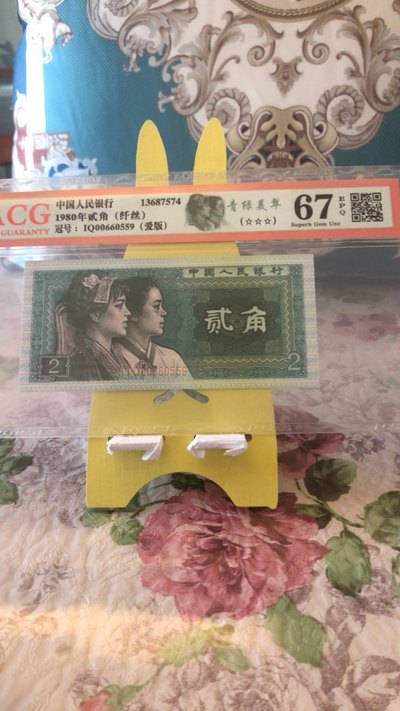 ACG
GUARANTY
中国人民银行 13687574
1980年贰角（纤丝）
冠号：IQ00660559（爱版）
青绿美翠
（☆☆☆）
67
EPQ
Superb Gem Unc
中国人民银行
贰角
2
IQ00660559
2